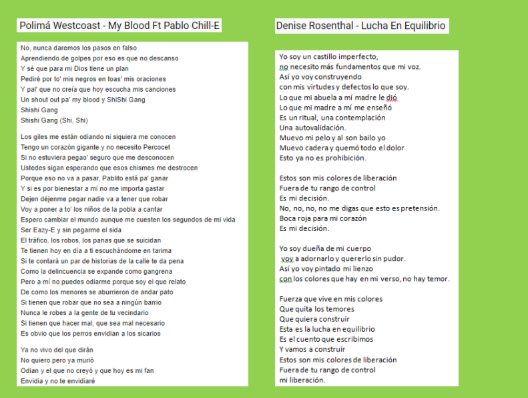 Polimá Westcoast - My Blood Ft Pablo Chill-E
No, nunca daremos los pasos en falso
Aprendiendo de golpes por eso es que no descanso
Y sé que para mi Dios tiene un plan
Pediré por to' mis negros en toas' mis oraciones
Y pal' que no creía que hoy escucha mis canciones
Un shout out pa' my blood y ShiShi Gang
Shishi Gang
Shishi Gang (Shi, Shi)
Los giles me están odiando ni siquiera me conocen
Tengo un corazón gigante y no necesito Percocet
Si no estuviera pegao' seguro que me desconocen
Ustedes sigan esperando que esos chismes me destrocen
Porque eso no va a pasar, Pablito está pa' ganar
Y si es por bienestar a mí no me importa gastar
Dejen déjenme pegar nadie va a tener que robar
Voy a poner a to' los niños de la pobla a cantar
Espero cambiar el mundo aunque me cuesten los segundos de mi vida
Ser Eazy-E y sin pegarme el sida
El tráfico, los robos, los panas que se suicidan
Te tienen hoy en día a ti escuchándome en tarima
Si te contará un par de historias de la calle te da pena
Como la delincuencia se expande como gangrena
Pero a mí no puedes odiarme porque soy el que relato
De como los menores se aburrieron de andar pato
Si tienen que robar que no sea a ningún barrio
Nunca le robes a la gente de tu vecindario
Si tienen que hacer mal, que sea mal necesario
Es obvio que los perros envidian a los sicarios
Ya no vivo del que dirán
No quiero pero ya murió
Odian y el que no creyó y que hoy es mi fan
Envidia y no te envidiaré
Denise Rosenthal - Lucha En Equilibrio
Yo soy un castillo imperfecto,
no necesito más fundamentos que mi voz.
Así yo voy construyendo
con mis virtudes y defectos lo que soy.
Lo que mi abuela a mi madre le dió
Lo que mi madre a mí me enseñó
Es un ritual, una contemplación
Una autovalidación.
Muevo mi pelo y al son bailo yo
Muevo cadera y quemó todo el dolor
Esto ya no es prohibición.
Estos son mis colores de liberación
Fuera de tu rango de control
Es mi decisión.
No, no, no, no me digas que esto es pretensión.
Boca roja para mi corazón
Es mi decisión.
Yo soy dueña de mi cuerpo
voy a adornarlo y quererlo sin pudor.
Así yo voy pintado mi lienzo
con los colores que hay en mi verso, no hay temor.
Fuerza que vive en mis colores
Que quita los temores
Que quiera construir
Esta es la lucha en equilibrio
Es el cuento que escribimos
Y vamos a construir
Estos son mis colores de liberación
Fuera de tu rango de control
mi liberación.